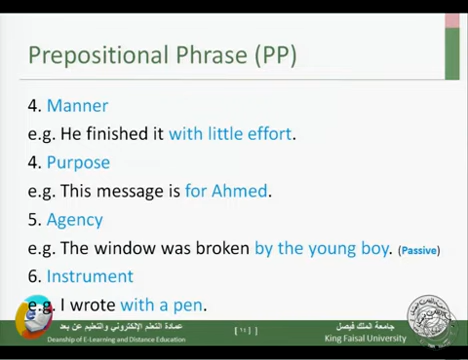 Prepositional Phrase (PP)
4. Manner
e.g. He finished it with little effort.
4. Purpose
e.g. This message is for Ahmed.
5. Agency
e.g. The window was broken by the young boy. (Passive)
6. Instrument
e.g. I wrote with a pen.
عمادة التعلم الإلكتروني والتعليم عن بعد
Deanship of E-Learning and Distance Education
[ ١٤ ]
جامعة الملك فيصل
King Faisal University